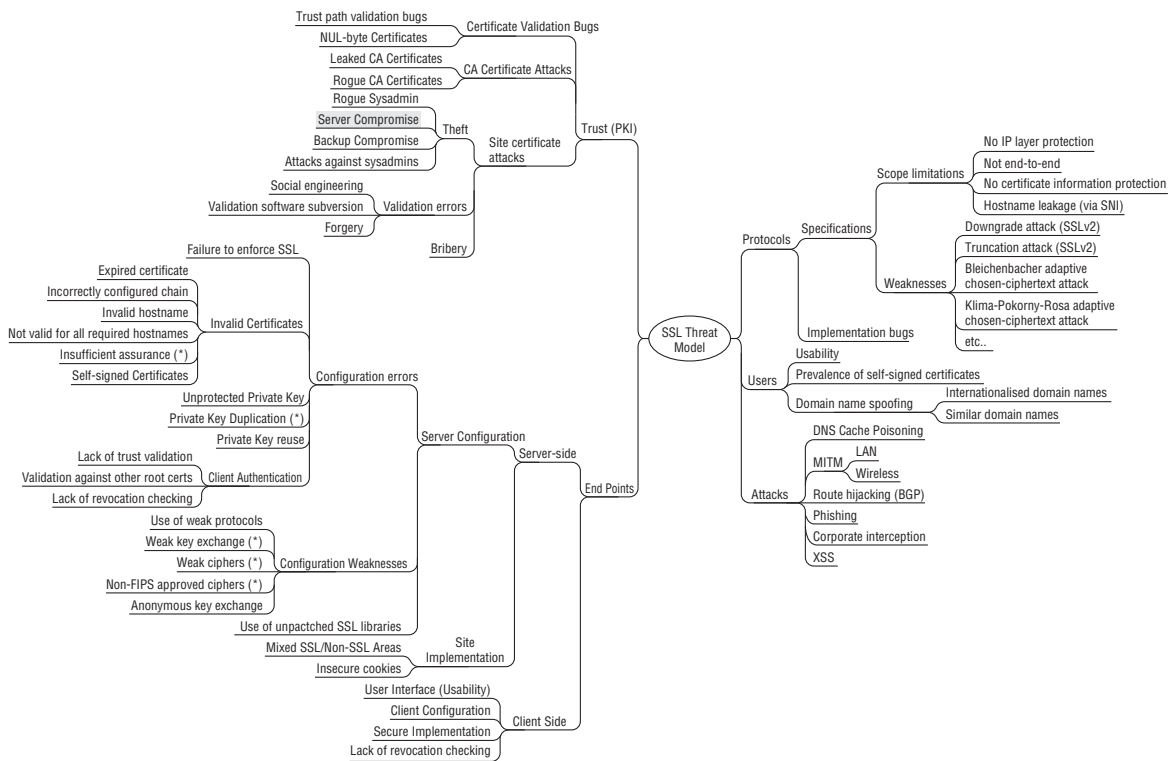 Trust path validation bugs
NUL-byte Certificates
Certificate Validation Bugs
Leaked CA Certificates
Rogue CA Certificates
CA Certificate Attacks
Rogue Sysadmin
Server Compromise
Backup Compromise
Attacks against sysadmins
Theft
Site certificate
attacks
Trust (PKI)
Social engineering
Validation software subversion
Forgery
Validation errors
Bribery
Failure to enforce SSL
Expired certificate
Incorrectly configured chain
Invalid hostname
Not valid for all required hostnames
Insufficient assurance (*)
Self-signed Certificates
Invalid Certificates
Configuration errors
Unprotected Private Key
Private Key Duplication (*)
Private Key reuse
Lack of trust validation
Validation against other root certs
Lack of revocation checking
Client Authentication
Server Configuration
Server-side
End Points
Use of weak protocols
Weak key exchange (*)
Weak ciphers (*)
Non-FIPS approved ciphers (*)
Anonymous key exchange
Configuration Weaknesses
Use of unpactched SSL libraries
Mixed SSL/Non-SSL Areas
Insecure cookies
Site
Implementation
User Interface (Usability)
Client Configuration
Secure Implementation
Lack of revocation checking
Client Side
SSL Threat
Model
Protocols
Specifications
Scope limitations
No IP layer protection
Not end-to-end
No certificate information protection
Hostname leakage (via SNI)
Weaknesses
Downgrade attack (SSLv2)
Truncation attack (SSLv2)
Bleichenbacher adaptive
chosen-ciphertext attack
Klima-Pokorny-Rosa adaptive
chosen-ciphertext attack
etc..
Implementation bugs
Users
Usability
Prevalence of self-signed certificates
Domain name spoofing
Internationalised domain names
Similar domain names
Attacks
DNS Cache Poisoning
MITM
LAN
Wireless
Route hijacking (BGP)
Phishing
Corporate interception
XSS